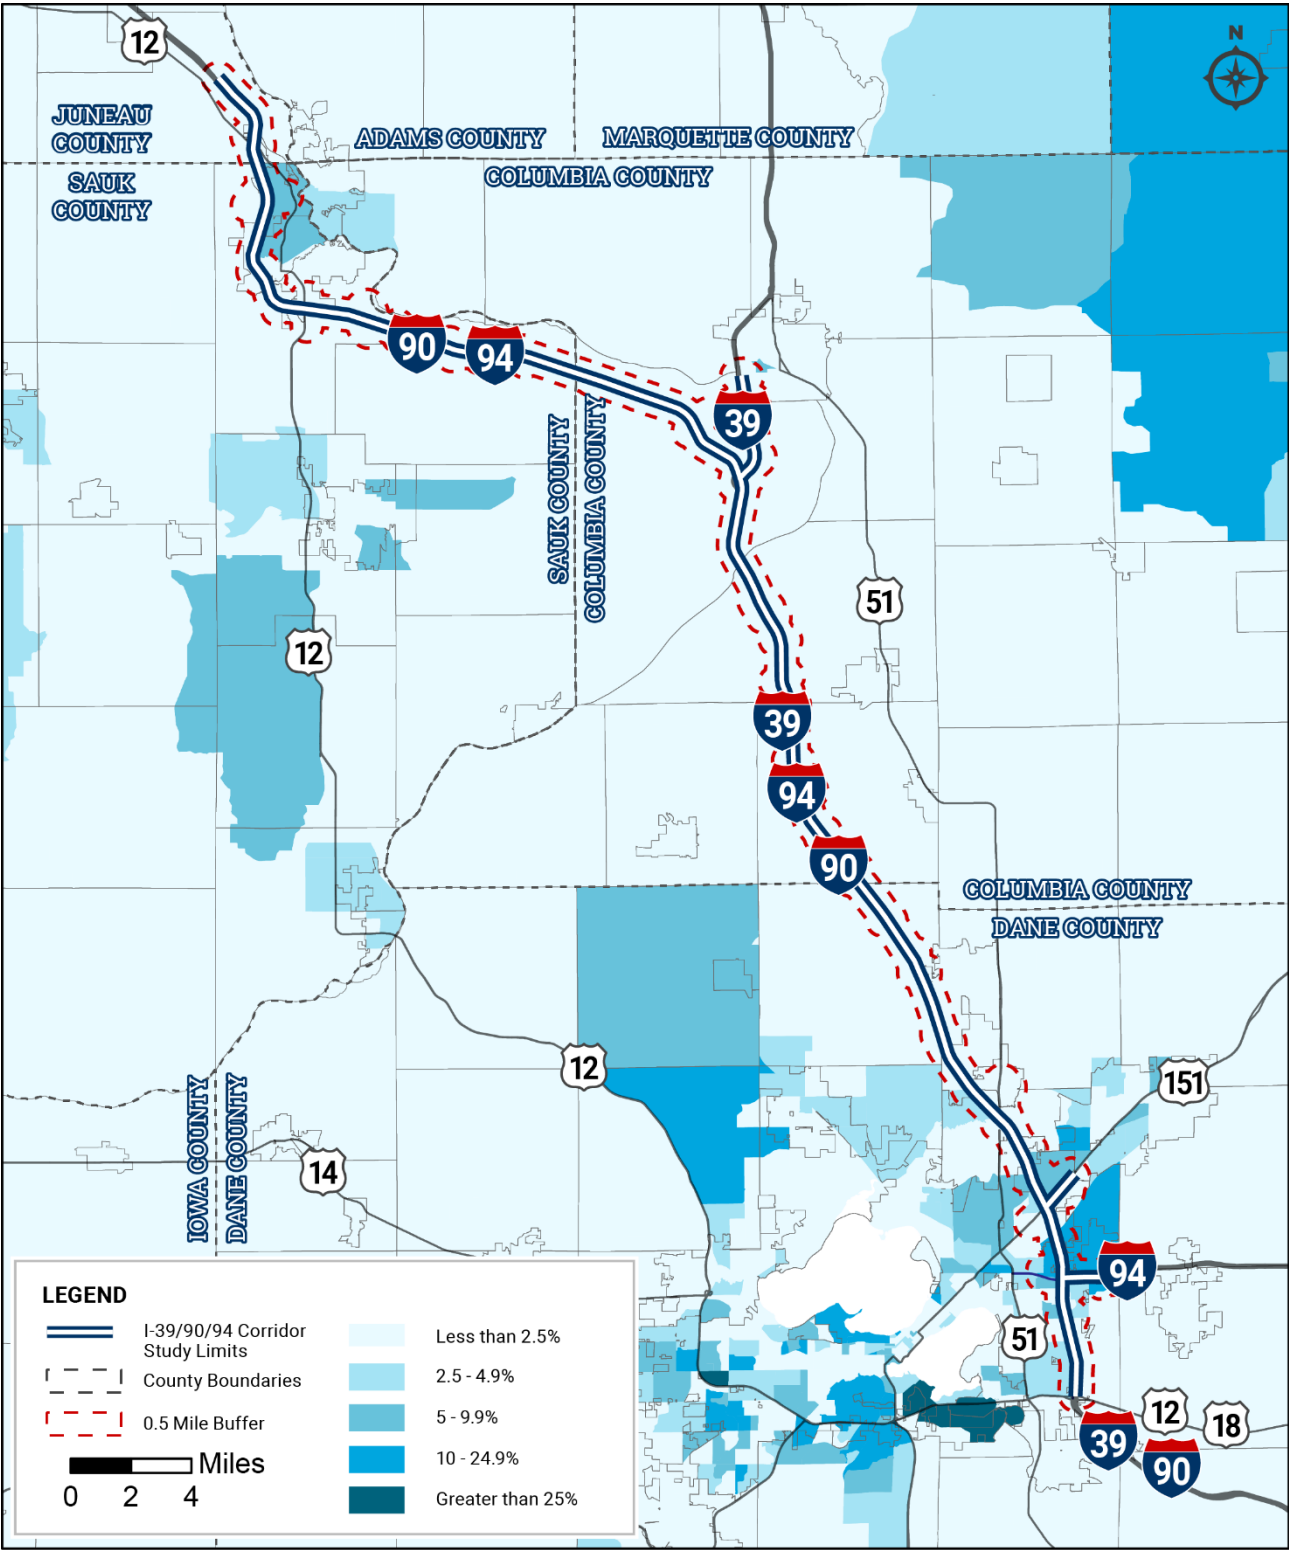 N
12
JUNEAU
COUNTY
ADAMS COUNTY
MARQUETTE COUNTY
SAUK
COUNTY
COLUMBIA COUNTY
90
94
39
SAUK COUNTY
COLUMBIA COUNTY
51
12
39
94
90
COLUMBIA COUNTY
DANE COUNTY
12
151
IOWA COUNTY
DANE COUNTY
14
94
51
12
18
39
90
LEGEND
I-39/90/94 Corridor
Study Limits
County Boundaries
0.5 Mile Buffer
Miles
0 2 4
Less than 2.5%
2.5 - 4.9%
5 - 9.9%
10 - 24.9%
Greater than 25%